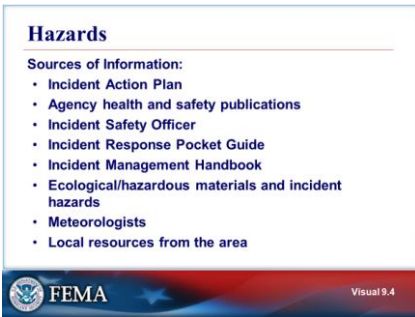 Hazards
Sources of Information:
• Incident Action Plan
• Agency health and safety publications
• Incident Safety Officer
• Incident Response Pocket Guide
• Incident Management Handbook
• Ecological/hazardous materials and incident
hazards
• Meteorologists
• Local resources from the area
FEMA
Visual 9.4